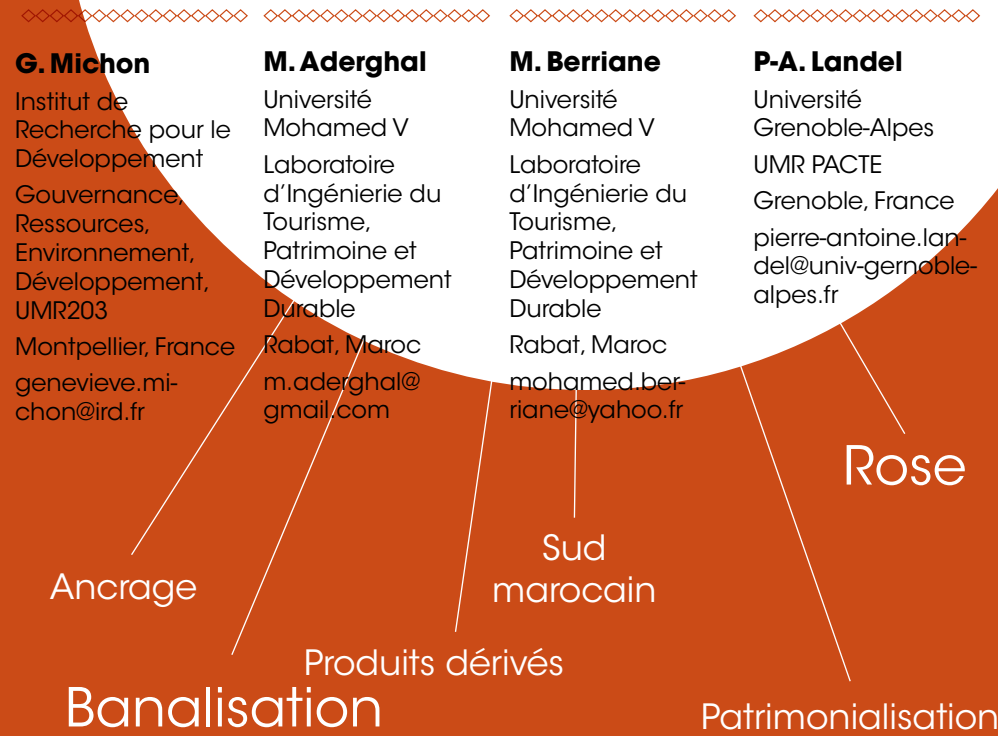 G. Michon
Institut de
Recherche pour le
Développement
Gouvernance,
Ressources,
Environnement,
Développement,
UMR203
Montpellier, France
genevieve.mi-
chon@ird.fr
M. Aderghal
Université
Mohamed V
Laboratoire
d'Ingénierie du
Tourisme,
Patrimoine et
Développement
Durable
Rabat, Maroc
m.aderghal@
gmail.com
M. Berriane
Université
Mohamed V
Laboratoire
d'Ingénierie du
Tourisme,
Patrimoine et
Développement
Durable
Rabat, Maroc
mohamed.ber-
riane@yahoo.fr
P-A. Landel
Université
Grenoble-Alpes
UMR PACTE
Grenoble, France
pierre-antoine.lan-
del@univ-gernoble-
alpes.fr
Rose
Sud
marocain
Ancrage
Produits dérivés
Banalisation
Patrimonialisation